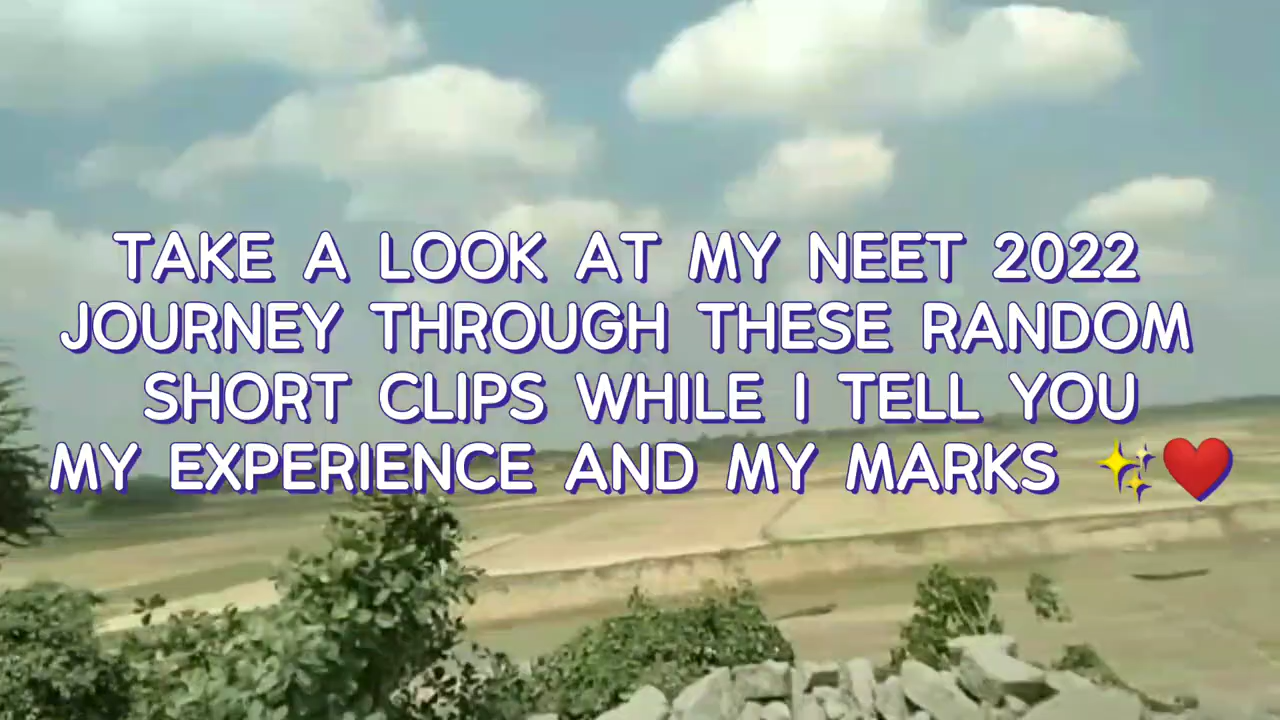 TAKE A LOOK AT MY NEET 2022
JOURNEY THROUGH THESE RANDOM
SHORT CLIPS WHILE I TELL YOU
MY EXPERIENCE AND MY MARKS ✨❤️